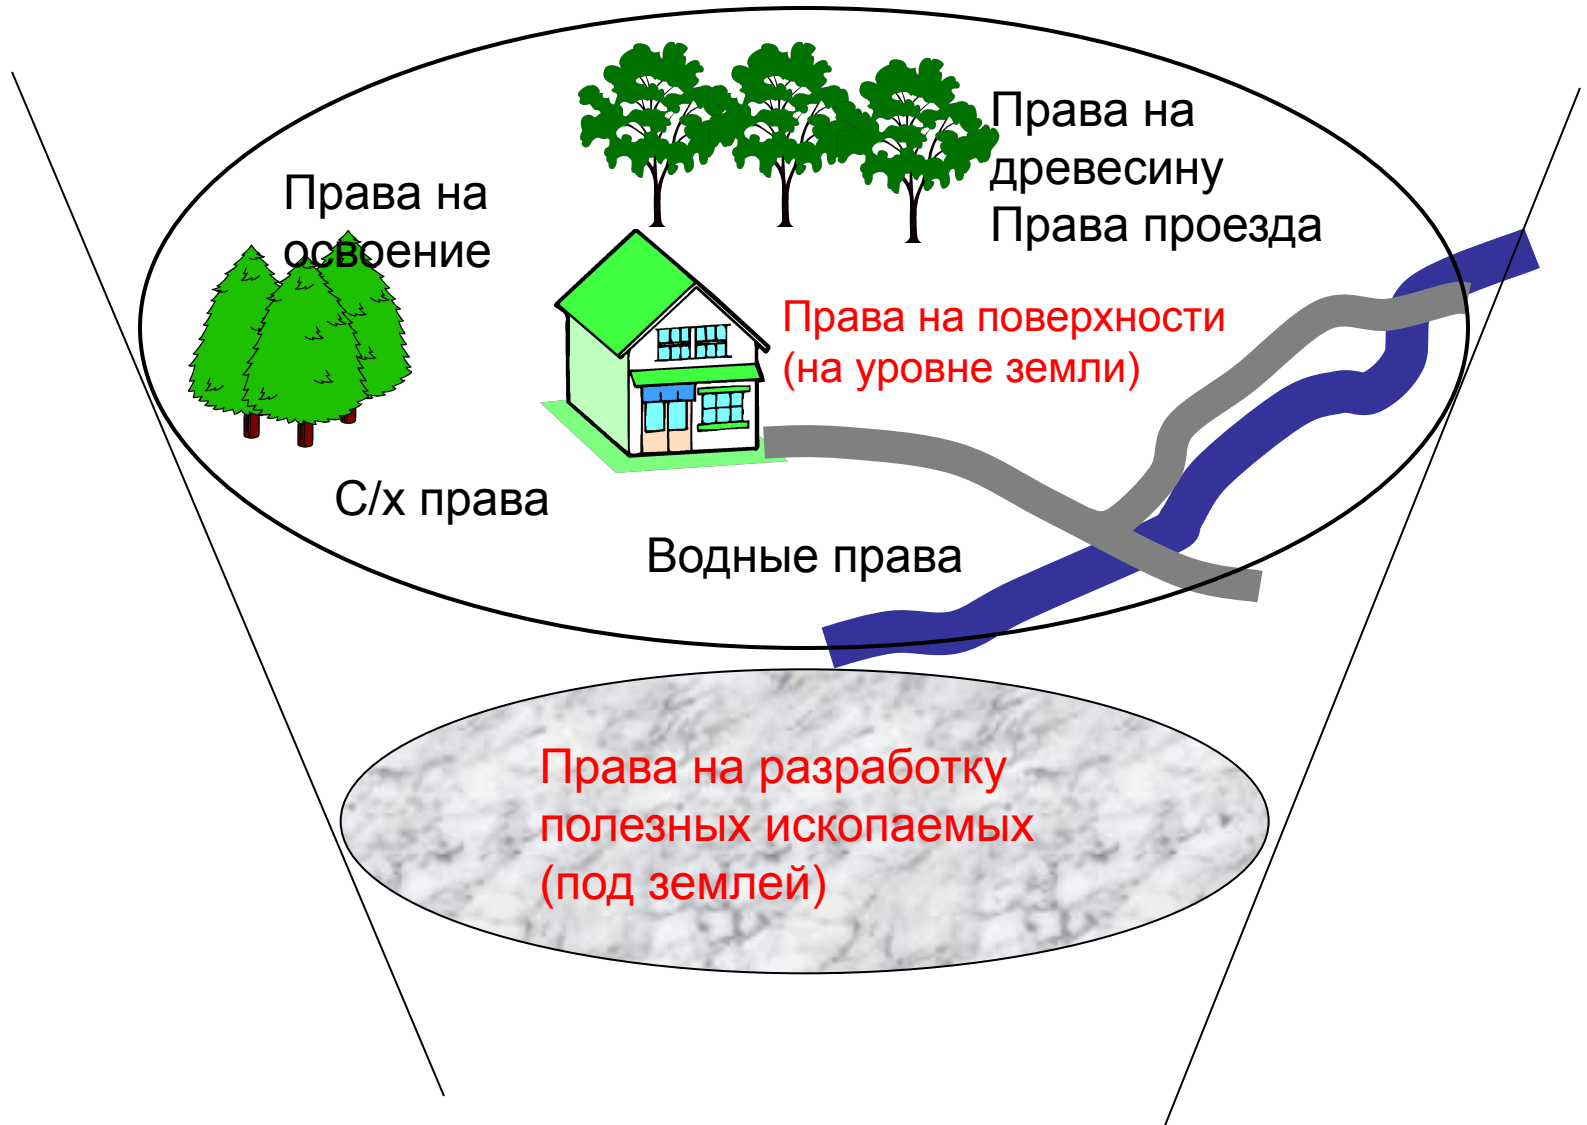 Права на
древесину
Права проезда
Права на
освоение
Права на поверхности
(на уровне земли)
С/х права
Водные права
Права на разработку
полезных ископаемых
(под землей)